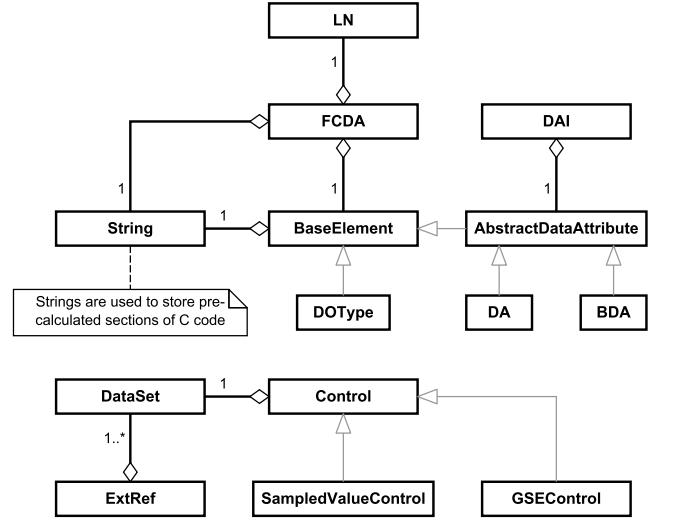 LN
1
FCDA
DAI
1
1
1
String
1
BaseElement
AbstractDataAttribute
Strings are used to store pre-
calculated sections of C code
DOType
DA
BDA
DataSet
1
Control
1..*
ExtRef
SampledValueControl
GSEControl